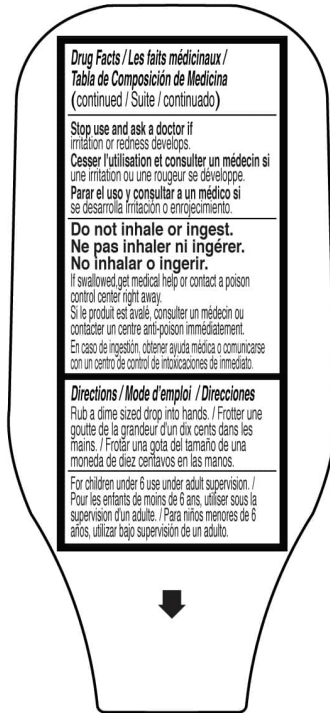 Drug Facts / Les faits médicinaux /
Tabla de Composición de Medicina
(continued / Suite / continuado)
Stop use and ask a doctor if
irritation or redness develops.
Cesser l'utilisation et consulter un médecin si
une irritation ou une rougeur se développe.
Parar el uso y consultar a un médico si
se desarrolla irritación o enrojecimiento.
Do not inhale or ingest.
Ne pas inhaler ni ingérer.
No inhalar o ingerir.
If swallowed,get medical help or contact a poison
control center right away.
Si le produit est avalé, consulter un médecin ou
contacter un centre anti-poison immédiatement.
En caso de ingestión, obtener ayuda médica o comunicarse
con un centro de control de intoxicaciones de inmediato.
Directions / Mode d'emploi / Direcciones
Rub a dime sized drop into hands. / Frotter une
goutte de la grandeur d'un dix cents dans les
mains. / Frotar una gota del tamaño de una
moneda de diez centavos en las manos.
For children under 6 use under adult supervision. /
Pour les enfants de moins de 6 ans, utiliser sous la
supervision d'un adulte. / Para niños menores de 6
años, utilizar bajo supervisión de un adulto.